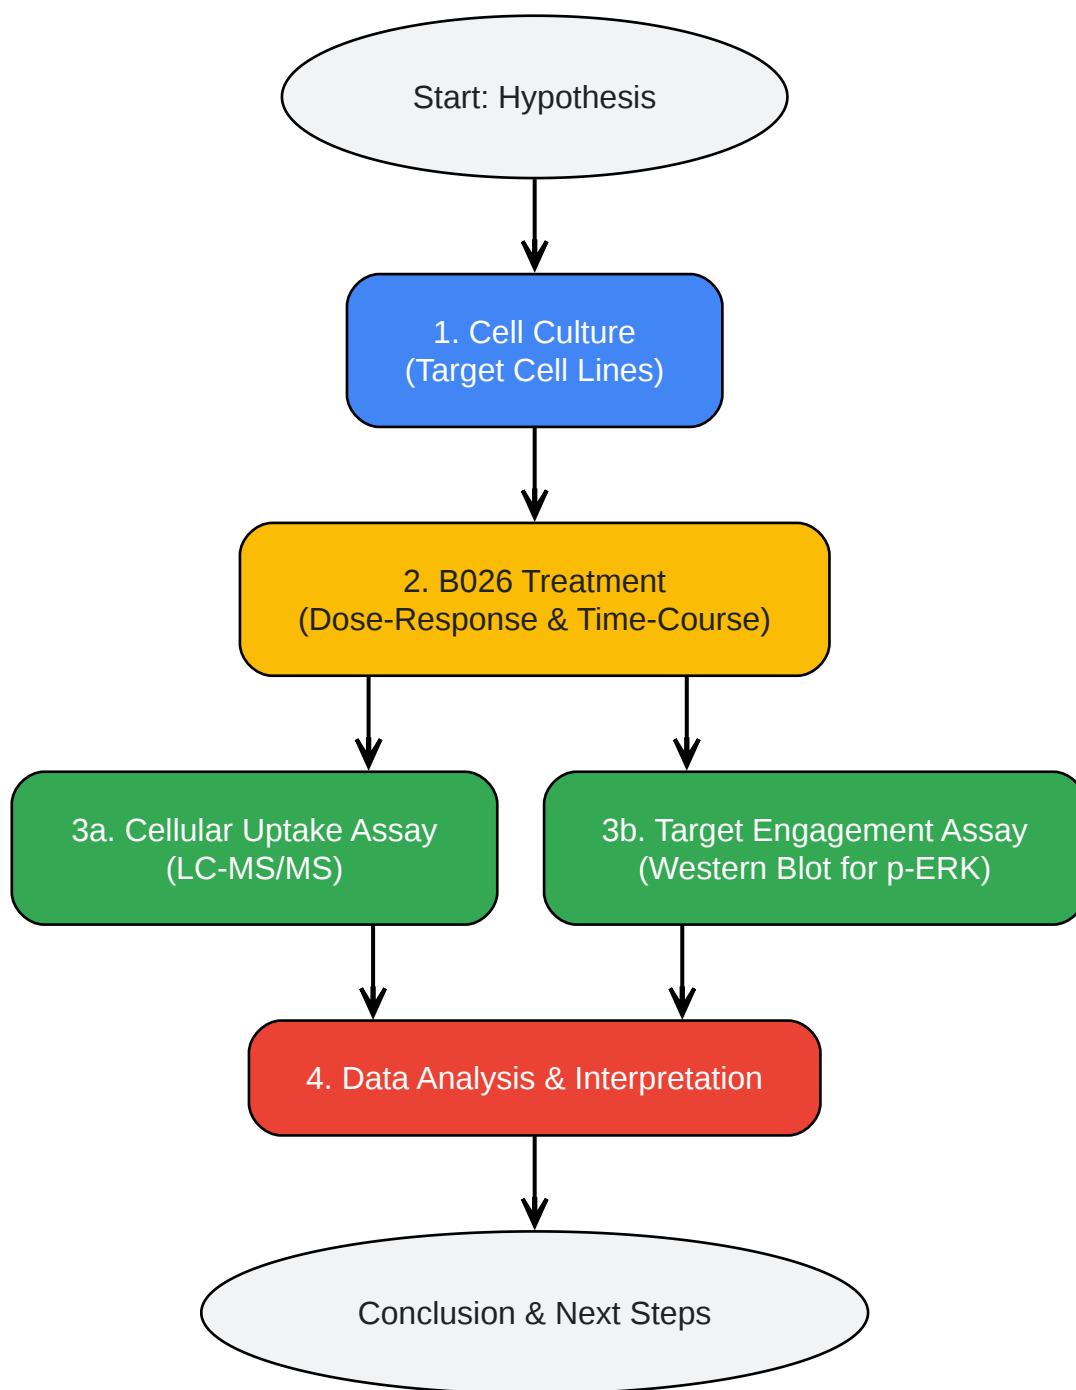 Start: Hypothesis
1. Cell Culture
(Target Cell Lines)
2. B026 Treatment
(Dose-Response & Time-Course)
3a. Cellular Uptake Assay
(LC-MS/MS)
3b. Target Engagement Assay
(Western Blot for p-ERK)
4. Data Analysis & Interpretation
Conclusion & Next Steps